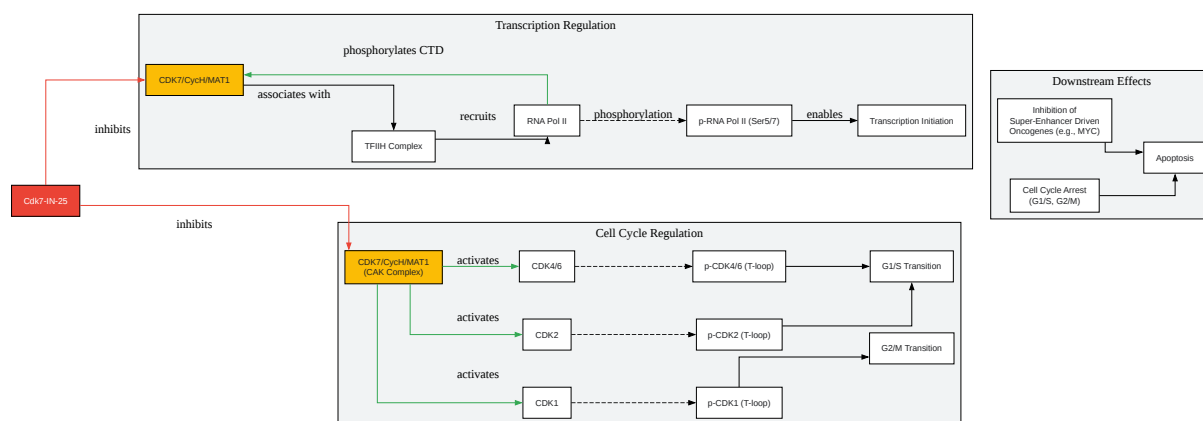 Transcription Regulation
phosphorylates CTD
CDK7/CycH/MAT1
associates with
inhibits
TFIIH Complex
recruits
RNA Pol II
phosphorylation
p-RNA Pol II (Ser5/7)
enables
Transcription Initiation
Downstream Effects
Inhibition of
Super-Enhancer Driven
Oncogenes (e.g., MYC)
Apoptosis
Cell Cycle Arrest
(G1/S, G2/M)
Cdk7-IN-25
inhibits
Cell Cycle Regulation
CDK7/CycH/MAT1
(CAK Complex)
activates
CDK4/6
p-CDK4/6 (T-loop)
G1/S Transition
activates
CDK2
p-CDK2 (T-loop)
G2/M Transition
activates
CDK1
p-CDK1 (T-loop)